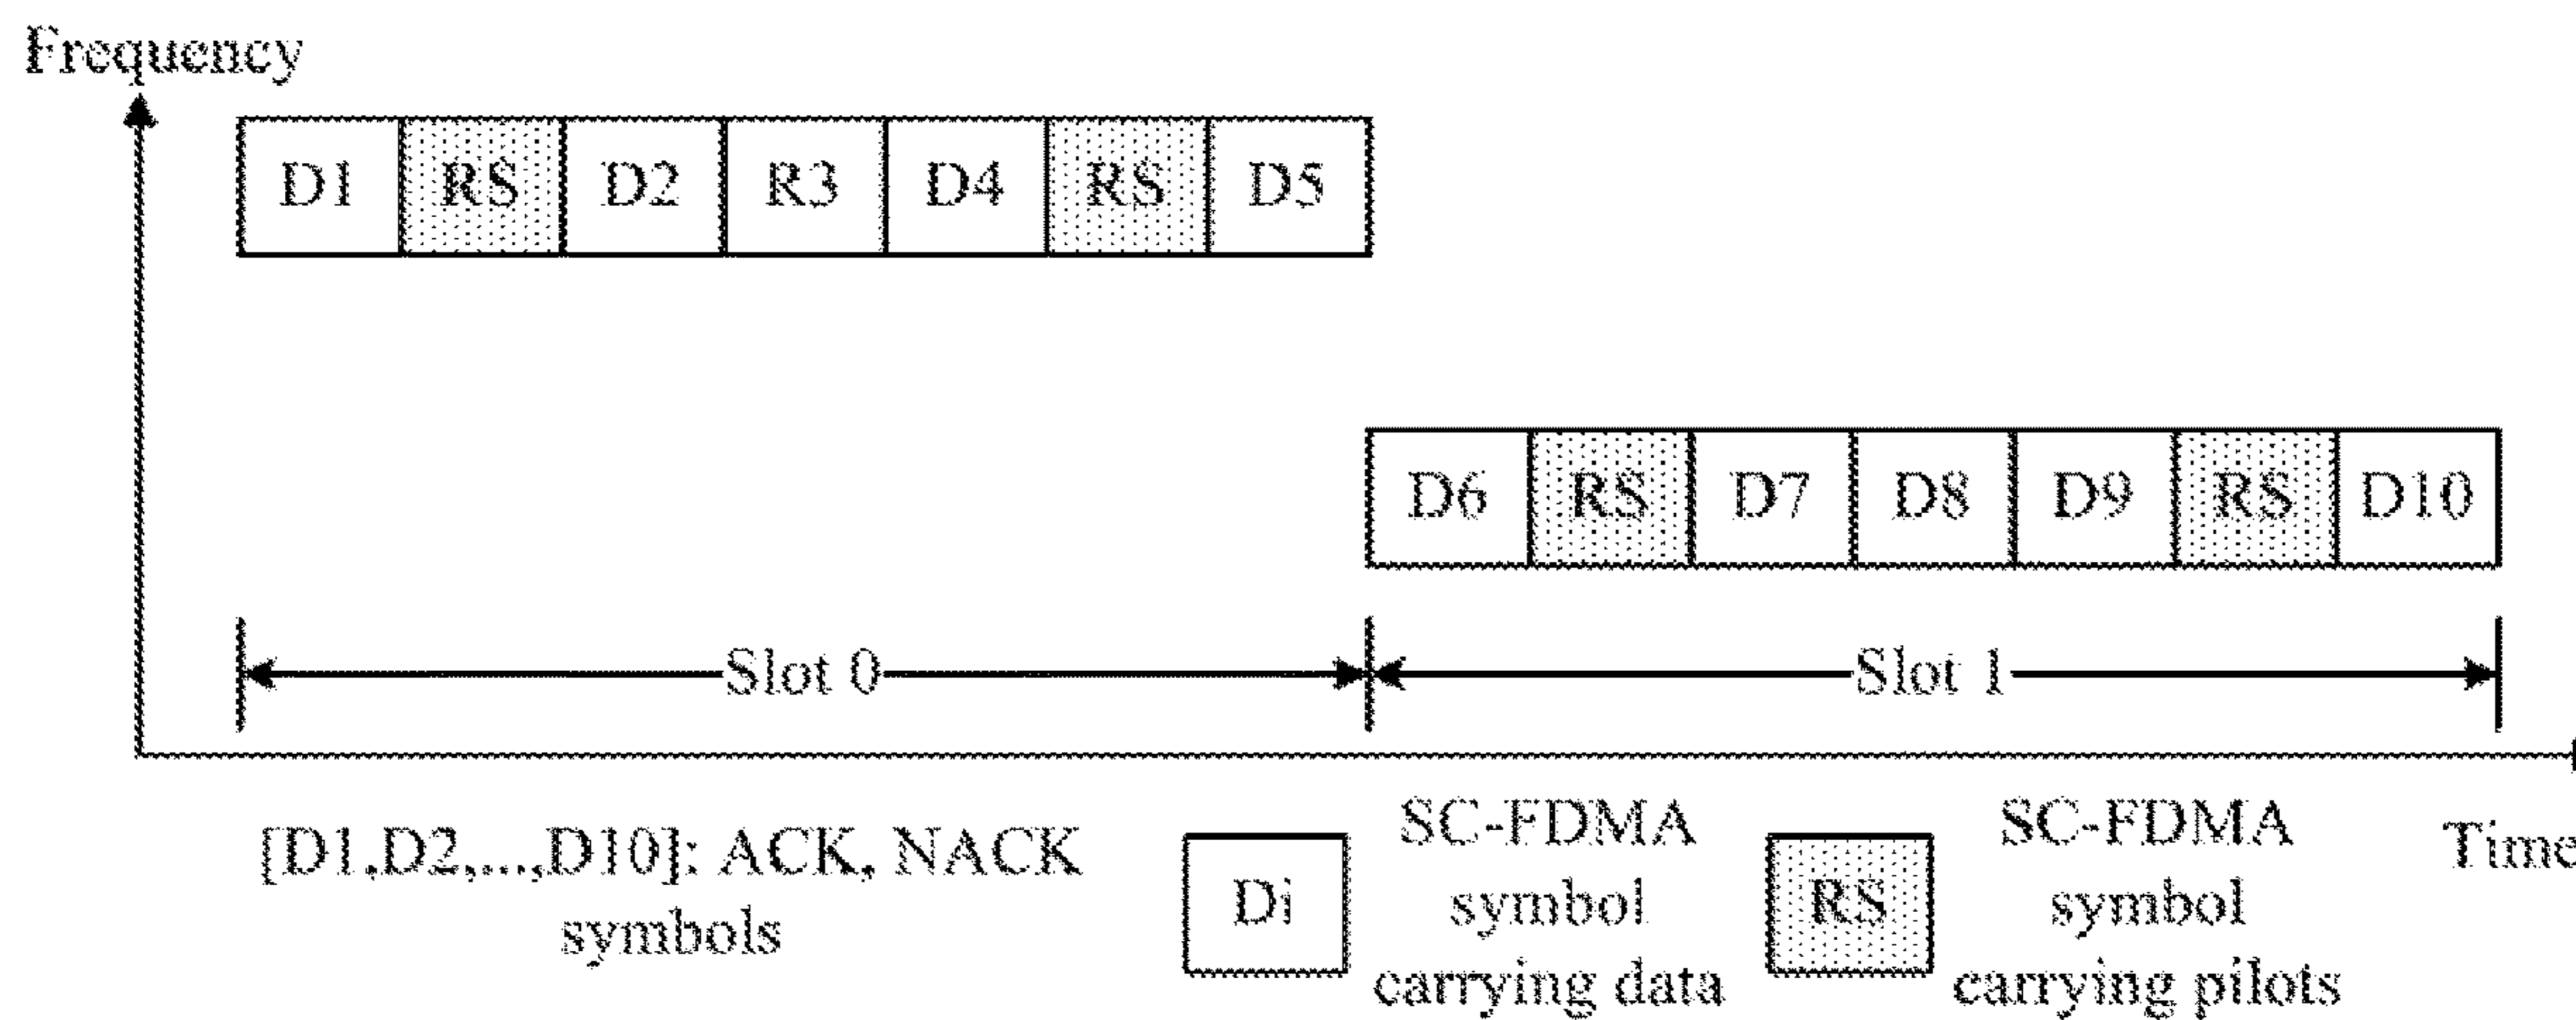 Frequency
D1 RS D2 R3 D4 RS D5
D6 RS D7 D8 D9 RS D10
Slot 0 Slot 1
[D1,D2,...,D10]: ACK, NACK
symbols
Di
SC-FDMA
symbol
carrying data
RS
SC-FDMA
symbol
carrying pilots
Time